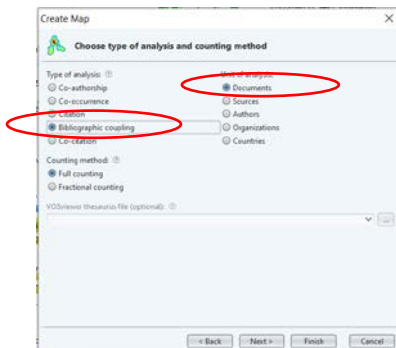 Create Map
Choose type of analysis and counting method
Type of analysis:
Unit of analysis:
Co-authorship
Documents
Co-occurrence
Sources
Citation
Authors
Bibliographic coupling
Organizations
Co-citation
Countries
Counting method:
Full counting
Fractional counting
VOSviewer thesaurus file (optional):
...
< Back Next > Finish Cancel